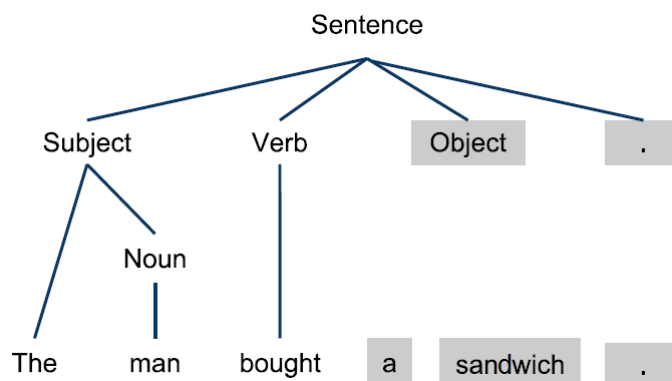 Sentence
Subject Verb Object .
Noun
The man bought a sandwich .